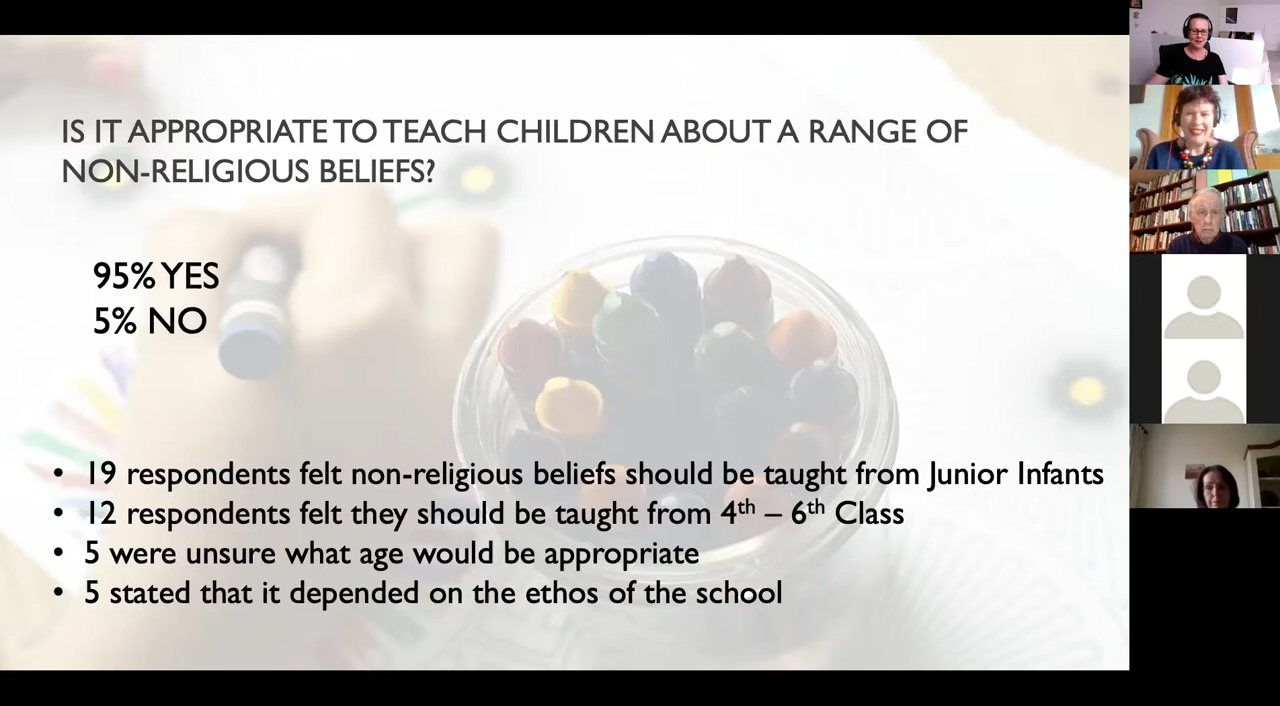 IS IT APPROPRIATE TO TEACH CHILDREN ABOUT A RANGE OF
NON-RELIGIOUS BELIEFS?
95% YES
5% NO
• 19 respondents felt non-religious beliefs should be taught from Junior Infants
• 12 respondents felt they should be taught from 4th – 6th Class
• 5 were unsure what age would be appropriate
• 5 stated that it depended on the ethos of the school